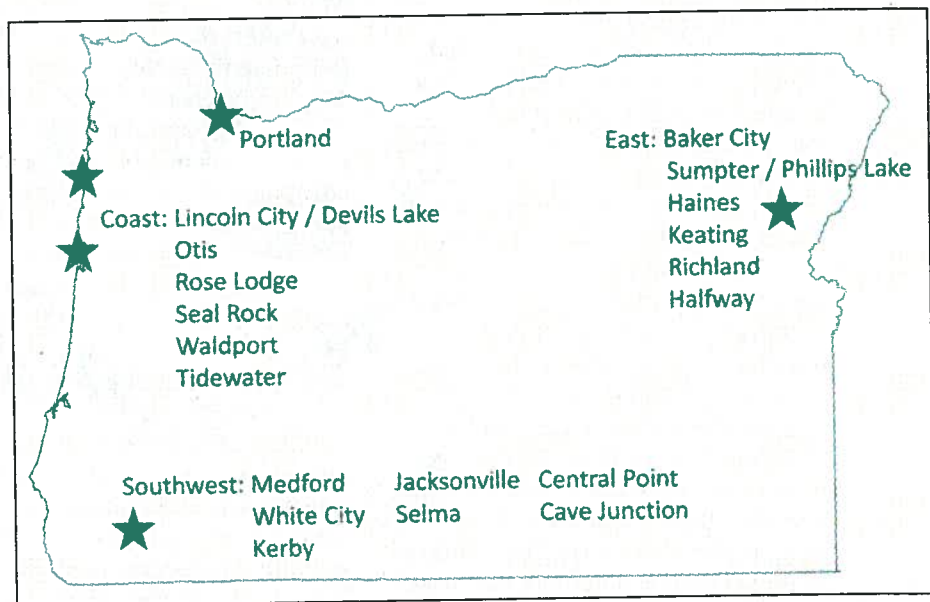 Portland
Coast: Lincoln City / Devils Lake
Otis
Rose Lodge
Seal Rock
Waldport
Tidewater
East: Baker City
Sumpter / Phillips Lake
Haines
Keating
Richland
Halfway
Southwest: Medford Jacksonville Central Point
White City Selma Cave Junction
Kerby